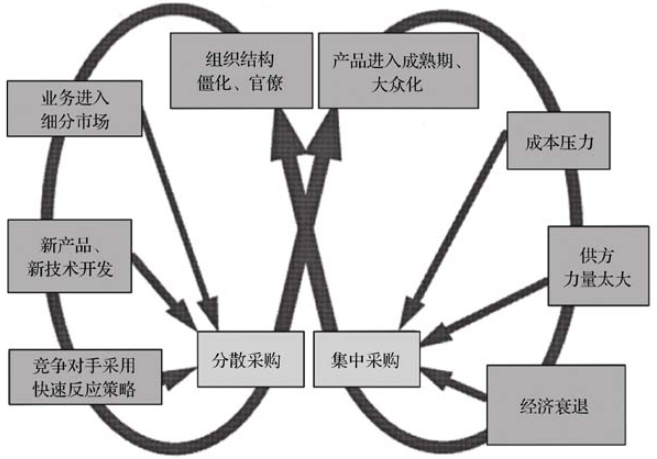 组织结构
僵化、官僚
产品进入成熟期、
大众化
业务进入
细分市场
成本压力
新产品、
新技术开发
供方
力量太大
竞争对手采用
快速反应策略
分散采购
集中采购
经济衰退